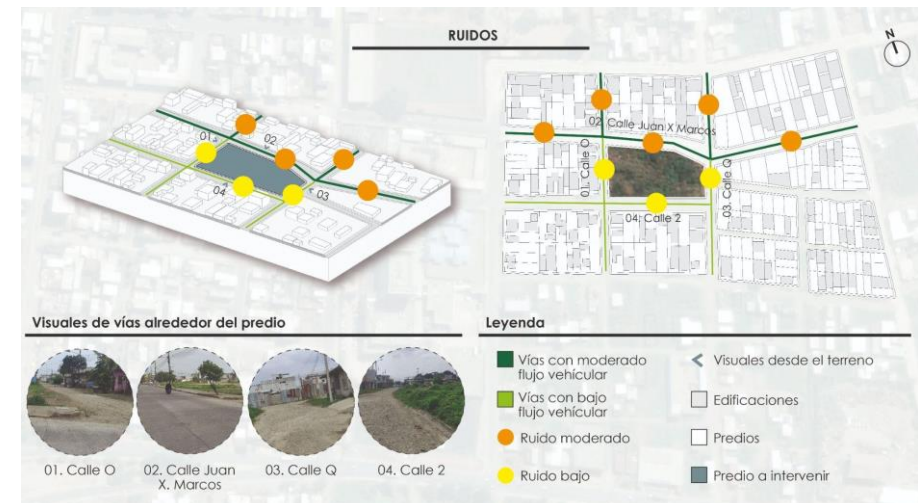 RUIDOS
N
01
02
03
04
02. Calle Juan X Marcos
01. Calle O
03. Calle Q
04. Calle 2
Visuales de vías alrededor del predio
01. Calle O
02. Calle Juan
X. Marcos
03. Calle Q
04. Calle 2
Leyenda
Vías con moderado
flujo vehícular
Vías con bajo
flujo vehícular
Ruido moderado
Ruido bajo
Visuales desde el terreno
Edificaciones
Predios
Predio a intervenir